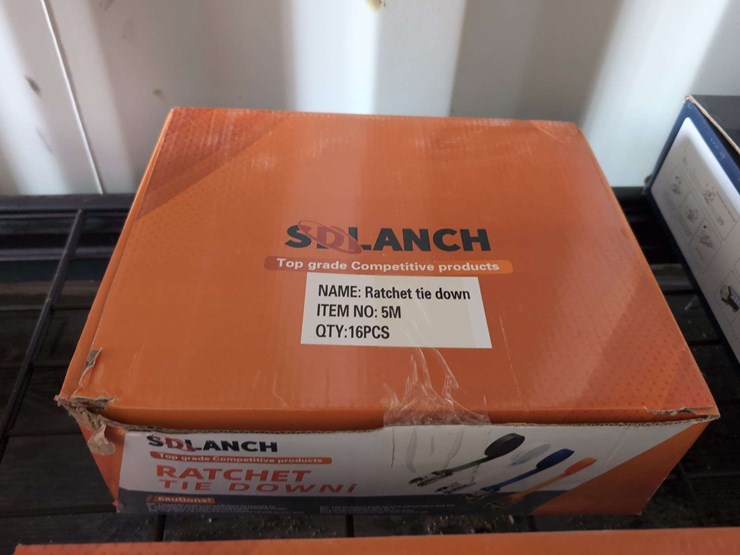 SDLANCH
Top grade Competitive products
NAME: Ratchet tie down
ITEM NO: 5M
QTY:16PCS
SDLANCH
Top grade Competitive products
RATCHET
TIE DOWN
cautions!